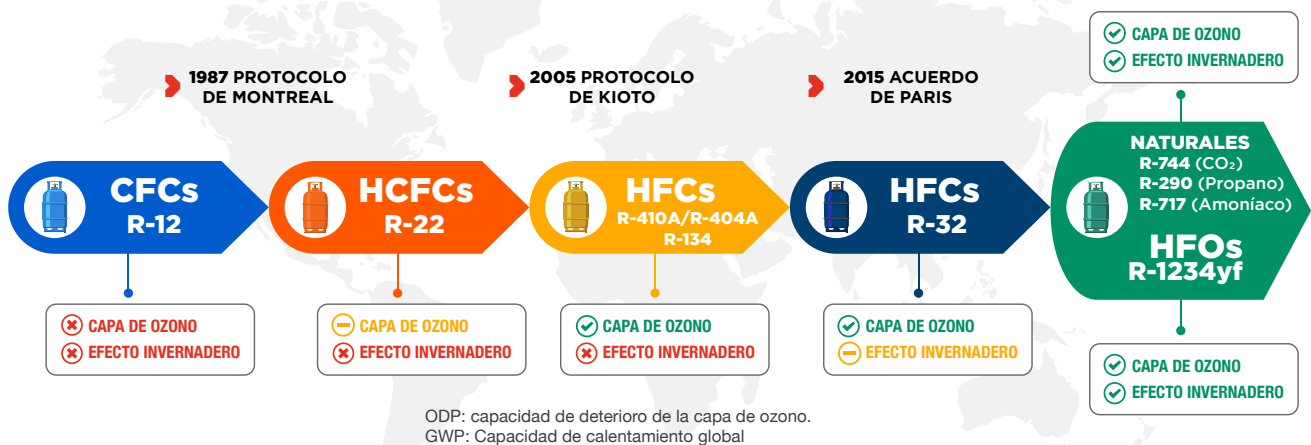 CAPA DE OZONO
EFECTO INVERNADERO
1987 PROTOCOLO
DE MONTREAL
2005 PROTOCOLO
DE KIOTO
2015 ACUERDO
DE PARIS
CFCs
R-12
HCFCs
R-22
HFCs
R-410A/R-404A
R-134
HFCs
R-32
NATURALES
R-744 (CO₂)
R-290 (Propano)
R-717 (Amoníaco)
HFOs
R-1234yf
CAPA DE OZONO
EFECTO INVERNADERO
CAPA DE OZONO
EFECTO INVERNADERO
CAPA DE OZONO
EFECTO INVERNADERO
CAPA DE OZONO
EFECTO INVERNADERO
CAPA DE OZONO
EFECTO INVERNADERO
ODP: capacidad de deterioro de la capa de ozono.
GWP: Capacidad de calentamiento global